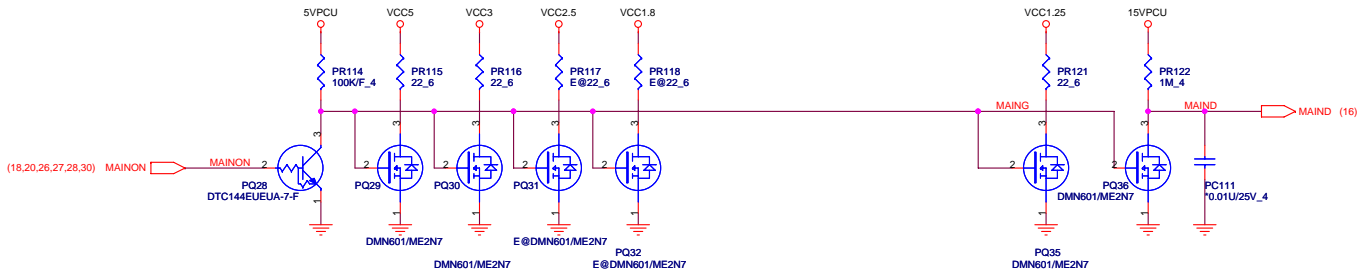 5VPCU
VCC5
VCC3
VCC2.5
VCC1.8
VCC1.25
15VPCU
PR114
100K/F_4
PR115
22_6
PR116
22_6
PR117
E@22_6
PR118
E@22_6
PR121
22_6
PR122
1M_4
MAING
MAIND
MAIND (16)
3
3
3
3
3
3
3
(18,20,26,27,28,30) MAINON
MAINON
2
2
2
2
2
2
2
PQ28
DTC144EUEUA-7-F
PQ29
PQ30
PQ31
PQ36
DMN601/ME2N7
PC111
*0.01U/25V_4
1
1
1
1
1
1
1
DMN601/ME2N7
DMN601/ME2N7
E@DMN601/ME2N7
PQ32
E@DMN601/ME2N7
PQ35
DMN601/ME2N7